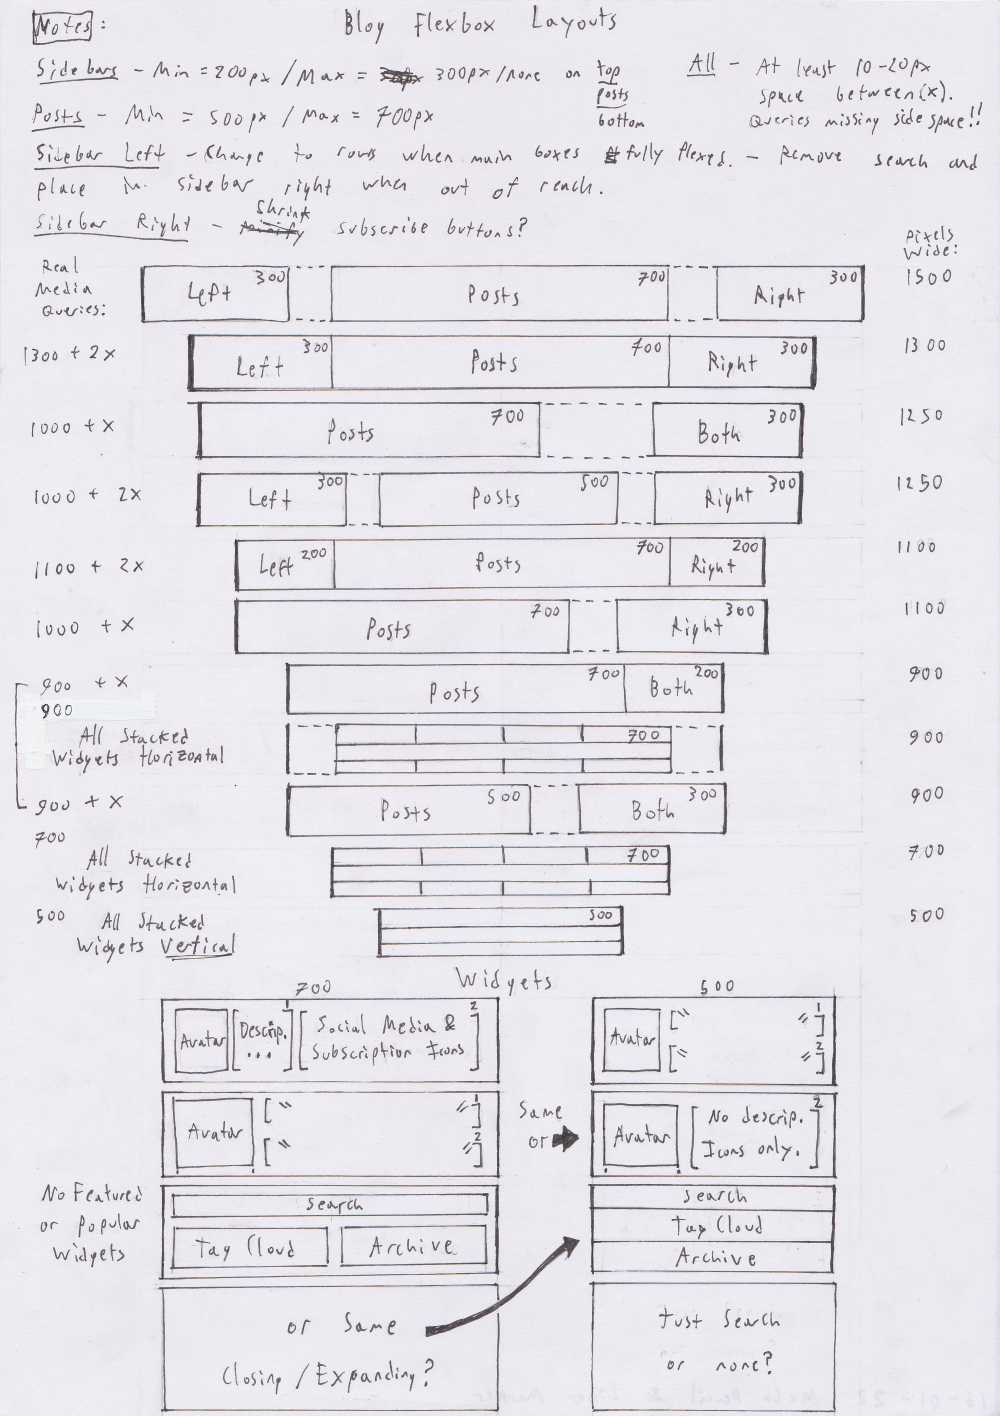 Notes:
Blog Flexbox Layouts
Sidebars - Min = 200px / Max = 300px/none on top
posts
bottom
All - At least 10-20px
space between(x).
Queries missing side space!!
Posts - Min = 500px / Max = 700px
Sidebar Left - Change to rows when main boxes fully flexed. - Remove search and
place in sidebar right when out of reach.
Shrink
Sidebar Right - Minify subscribe buttons?
Real
Media
Queries:
Pixels
Wide:
Left 300 Posts 700 Right 300 1500
1300 + 2x Left 300 Posts 700 Right 300 1300
1000 + x Posts 700 Both 300 1250
1000 + 2x Left 300 Posts 500 Right 300 1250
1100 + 2x Left 200 Posts 700 Right 200 1100
1000 + x Posts 700 Right 300 1100
900 + x Posts 700 Both 200 900
900
All Stacked
Widgets Horizontal 700 900
900 + x Posts 500 Both 300 900
700
All Stacked
Widgets Horizontal 700 700
500 All Stacked
Widgets Vertical 500 500
Widgets
700
500
Avatar [Descrip. ...] 1 [Social Media & Subscription Icons] 2
Avatar [" "] 1
[" "] 2
Avatar [" "] 1
[" "] 2
Same
or
Avatar [No descrip. Icons only.] 2
No Featured
or popular
Widgets
Search
Tag Cloud Archive
Search
Tag Cloud
Archive
or Same
Closing / Expanding?
Just Search
or none?